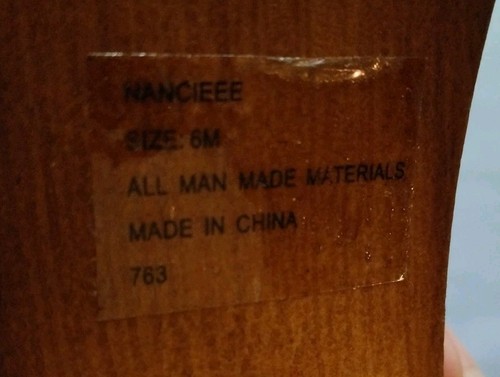 NANCIEEE
SIZE: 6M
ALL MAN MADE MATERIALS
MADE IN CHINA
763